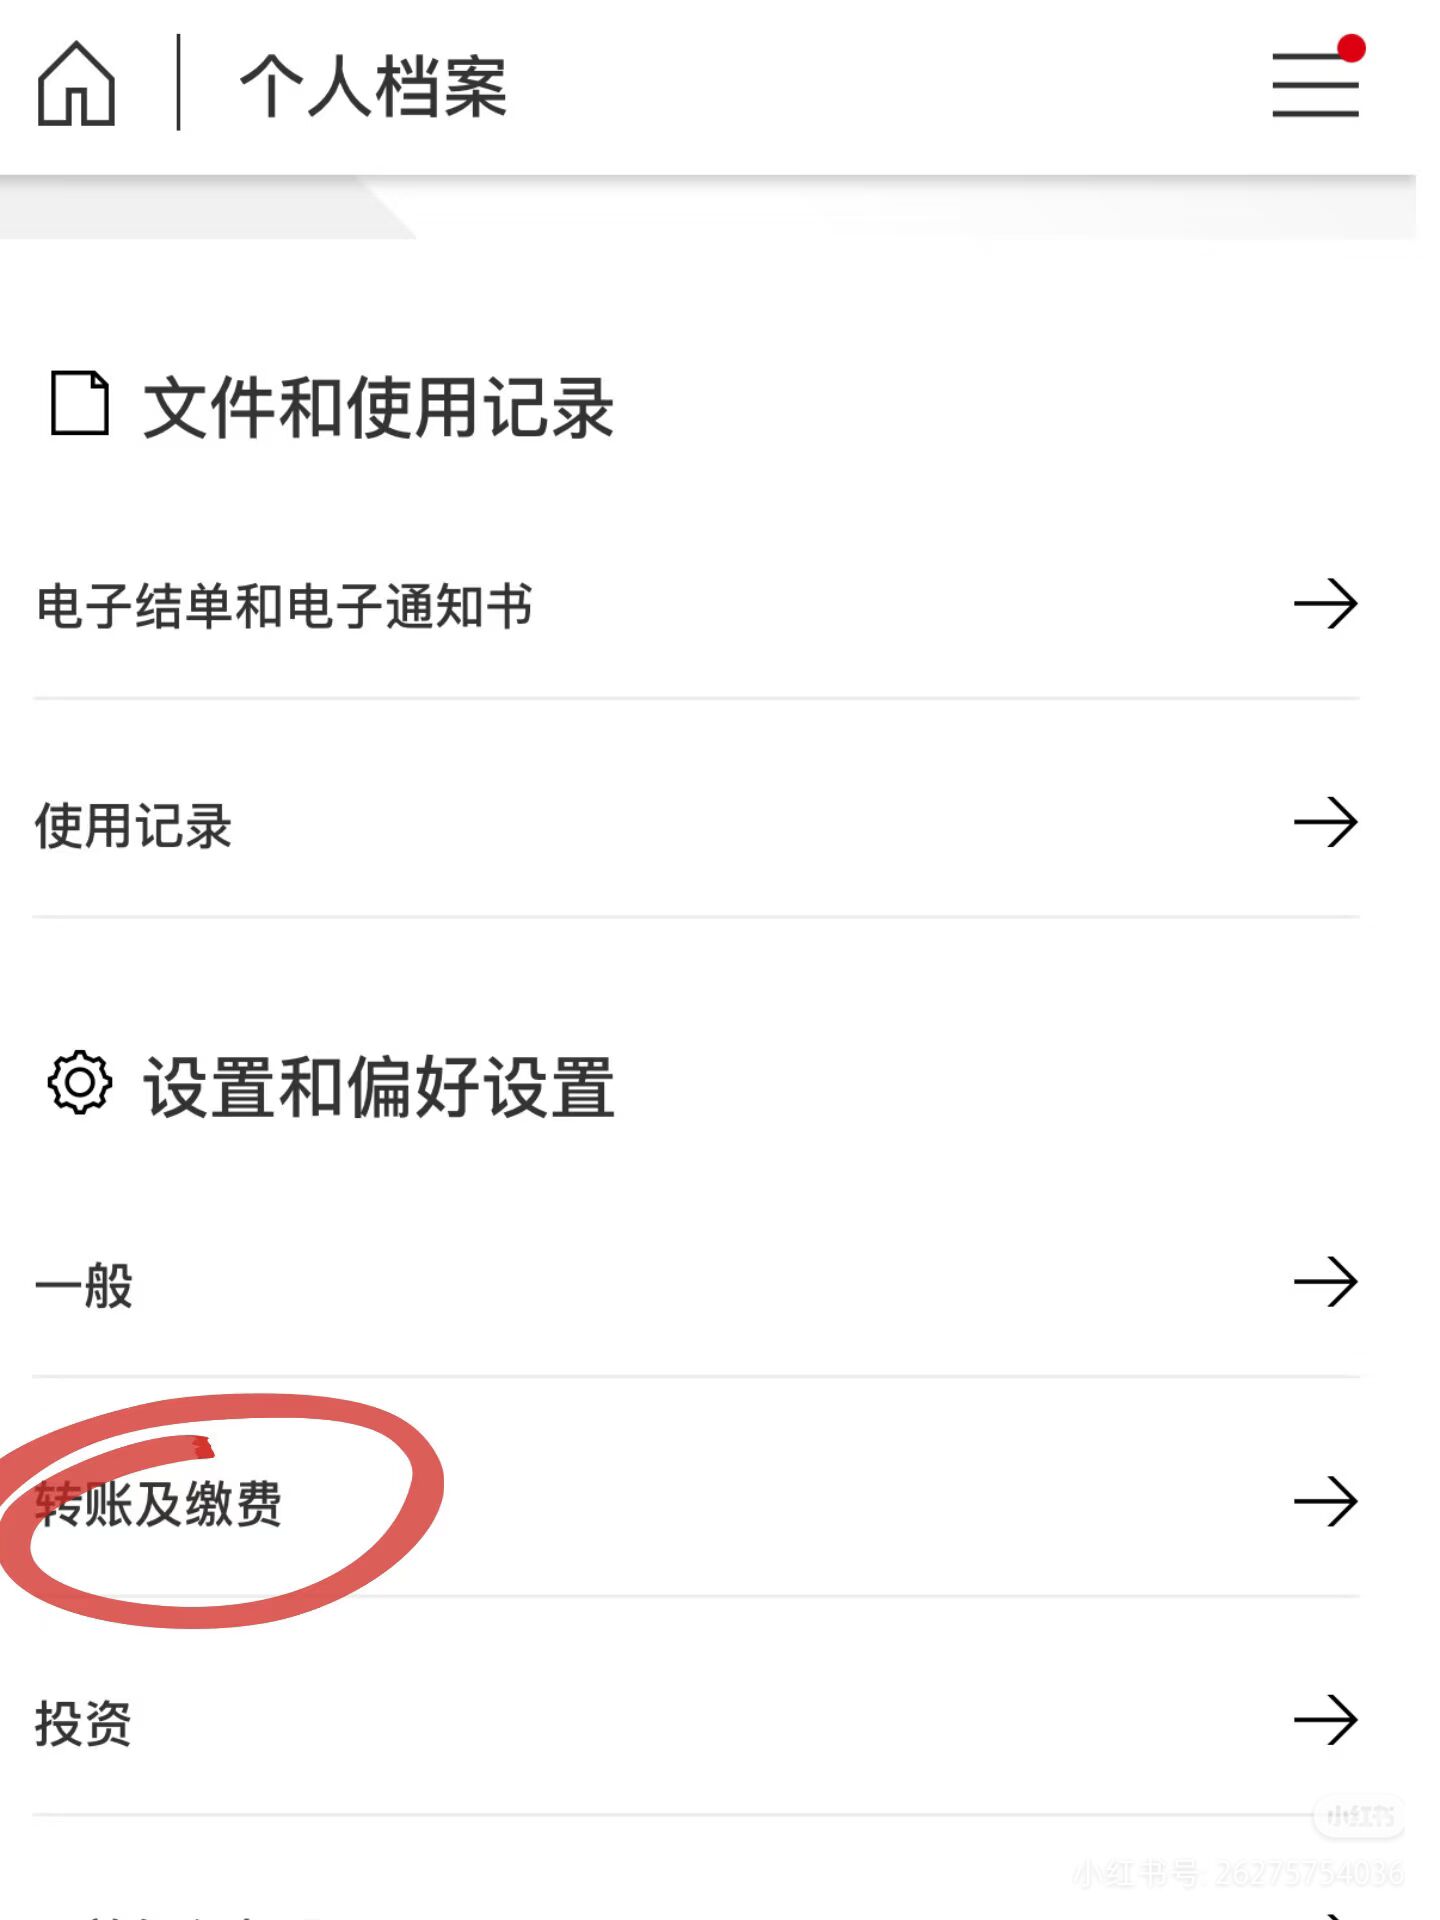 个人档案
文件和使用记录
电子结单和电子通知书
使用记录
设置和偏好设置
一般
转账及缴费
投资
小红书
小红书号: 26275754036